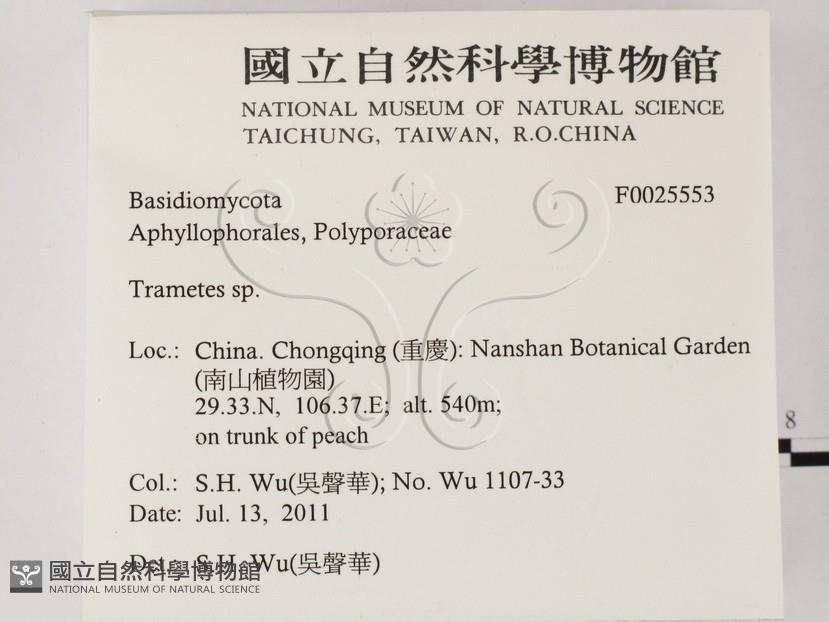 國立自然科學博物館
NATIONAL MUSEUM OF NATURAL SCIENCE
TAICHUNG, TAIWAN, R.O.CHINA
Basidiomycota F0025553
Aphyllophorales, Polyporaceae
Trametes sp.
Loc.: China. Chongqing (重慶): Nanshan Botanical Garden
(南山植物園)
29.33.N, 106.37.E; alt. 540m;
on trunk of peach
8
Col.: S.H. Wu(吳聲華); No. Wu 1107-33
Date: Jul. 13, 2011
Det.: S.H. Wu(吳聲華)
國立自然科學博物館
NATIONAL MUSEUM OF NATURAL SCIENCE